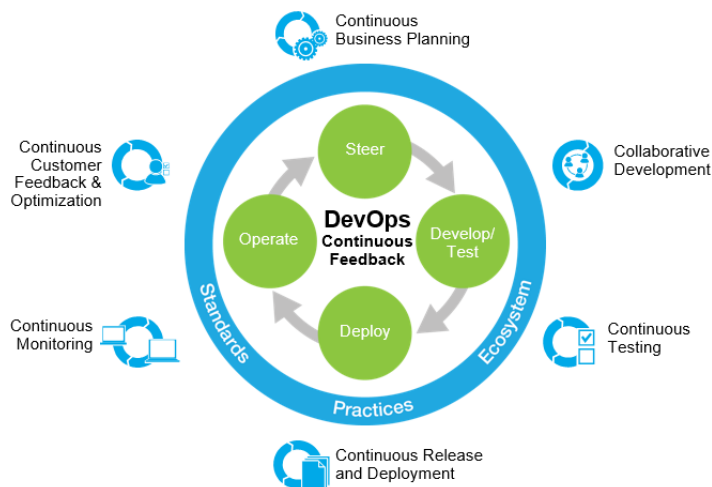 Continuous
Business Planning
Continuous
Customer
Feedback &
Optimization
Collaborative
Development
Steer
Operate
DevOps
Continuous
Feedback
Develop/
Test
Deploy
Standards
Practices
Ecosystem
Continuous
Monitoring
Continuous
Testing
Continuous Release
and Deployment